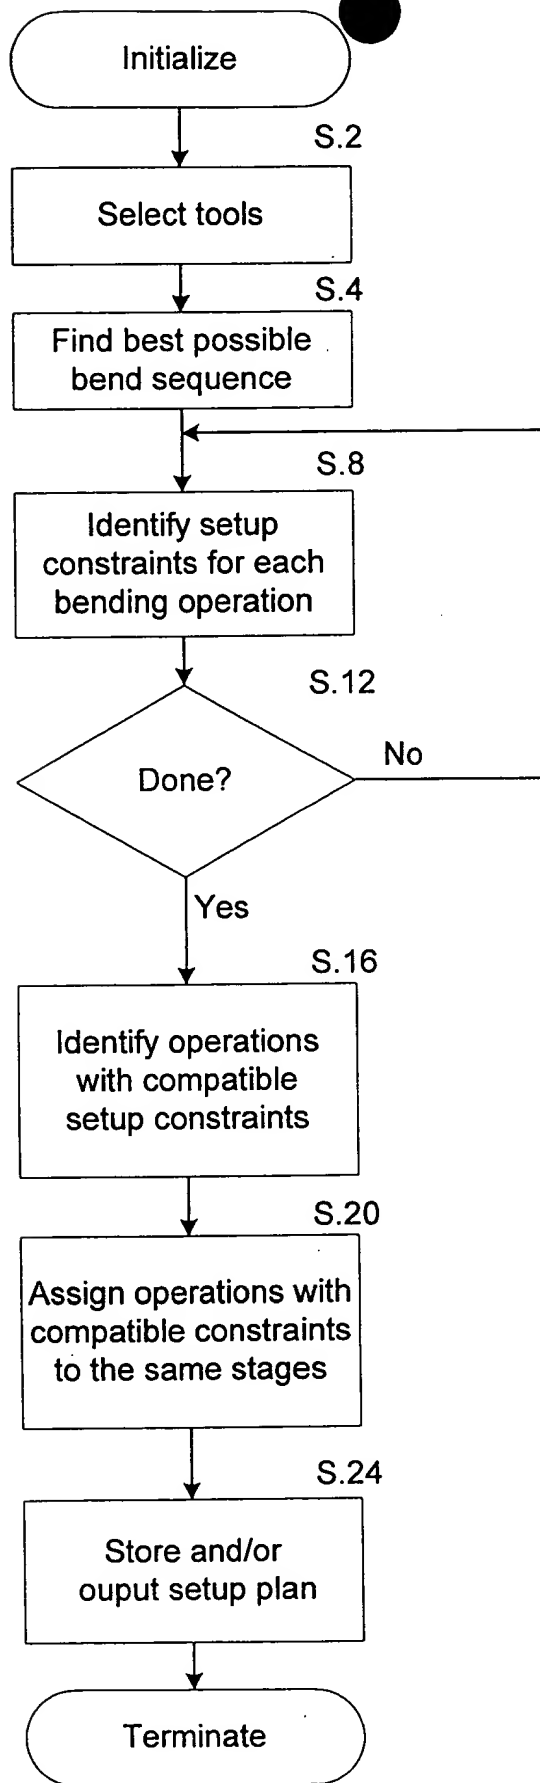 Initialize
S.2
Select tools
S.4
Find best possible
bend sequence
S.8
Identify setup
constraints for each
bending operation
S.12
Done?
No
Yes
S.16
Identify operations
with compatible
setup constraints
S.20
Assign operations with
compatible constraints
to the same stages
S.24
Store and/or
ouput setup plan
Terminate